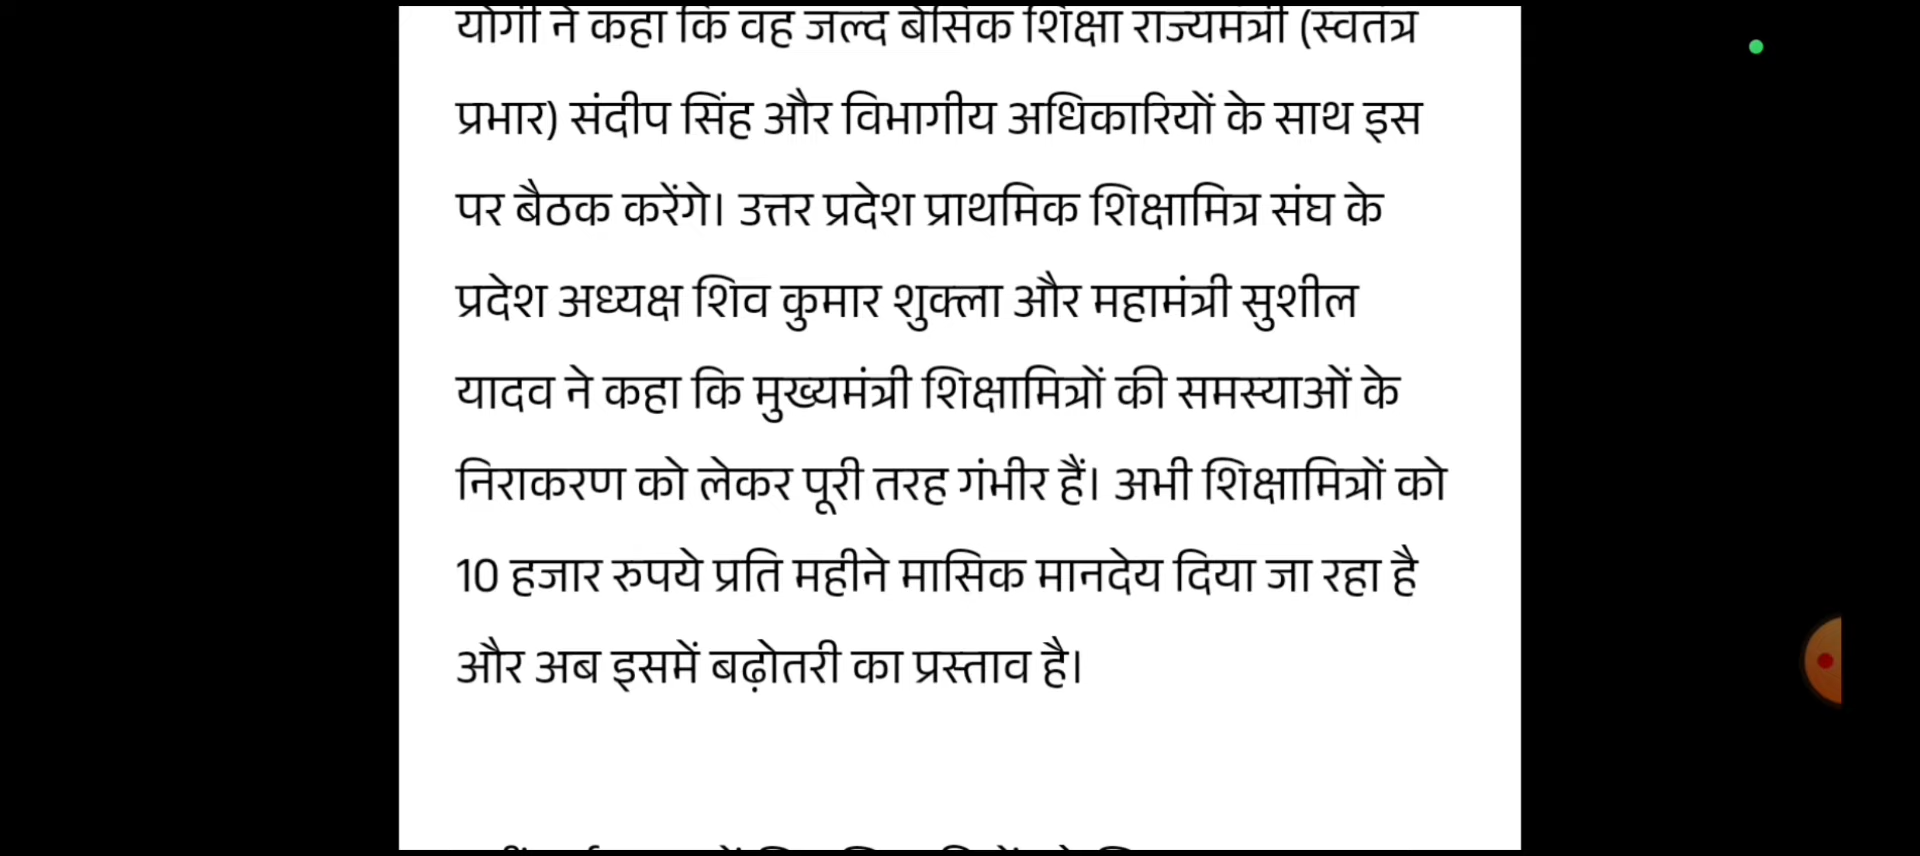 योगी ने कहा कि वह जल्द बेसिक शिक्षा राज्यमंत्री (स्वतंत्र
प्रभार) संदीप सिंह और विभागीय अधिकारियों के साथ इस
पर बैठक करेंगे। उत्तर प्रदेश प्राथमिक शिक्षामित्र संघ के
प्रदेश अध्यक्ष शिव कुमार शुक्ला और महामंत्री सुशील
यादव ने कहा कि मुख्यमंत्री शिक्षामित्रों की समस्याओं के
निराकरण को लेकर पूरी तरह गंभीर हैं। अभी शिक्षामित्रों को
10 हजार रुपये प्रति महीने मासिक मानदेय दिया जा रहा है
और अब इसमें बढ़ोतरी का प्रस्ताव है।